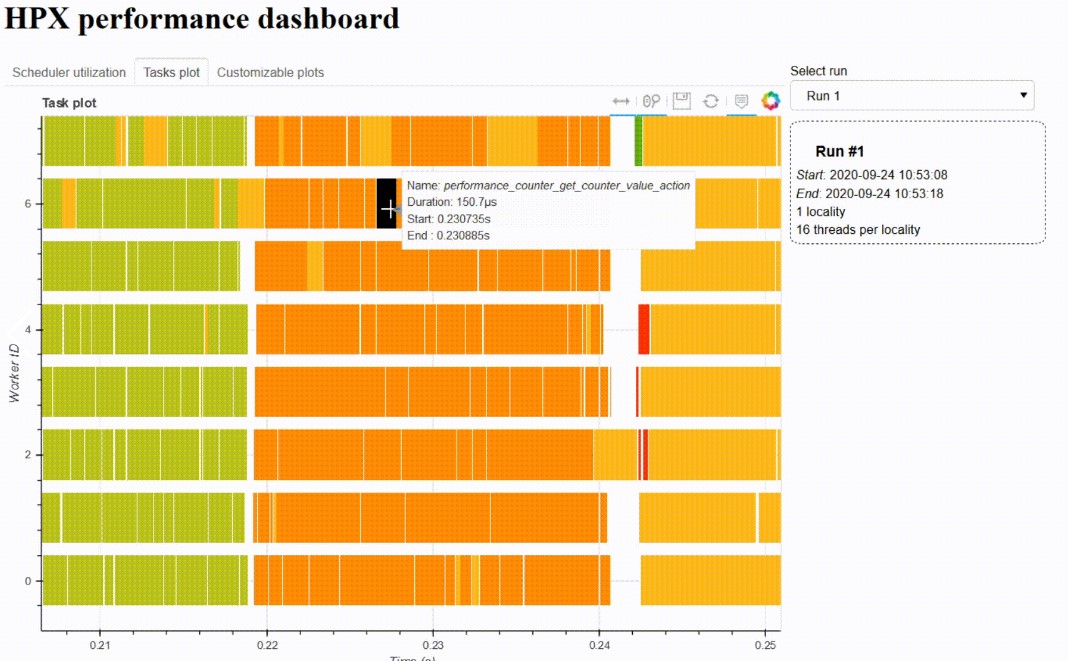 HPX performance dashboard
Scheduler utilization
Tasks plot
Customizable plots
Select run
Run 1
Task plot
Run #1
Start: 2020-09-24 10:53:08
End: 2020-09-24 10:53:18
1 locality
16 threads per locality
Name: performance_counter_get_counter_value_action
Duration: 150.7μs
Start: 0.230735s
End : 0.230885s
Worker ID
6
4
2
0
0.21
0.22
0.23
0.24
0.25
Time (s)